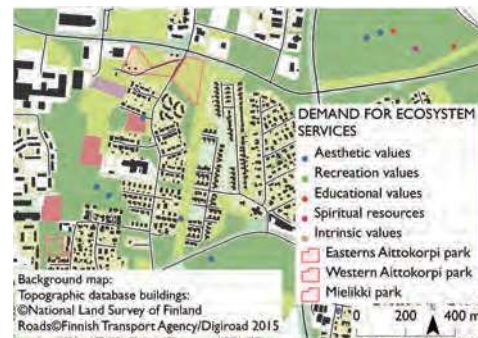 DEMAND FOR ECOSYSTEM
SERVICES
Aesthetic values
Recreation values
Educational values
Spiritual resources
Intrinsic values
Easterns Aittokorpi park
Western Aittokorpi park
Mielikki park
Background map:
Topographic database buildings:
©National Land Survey of Finland
Roads©Finnish Transport Agency/Digiroad 2015
0 200 400 m